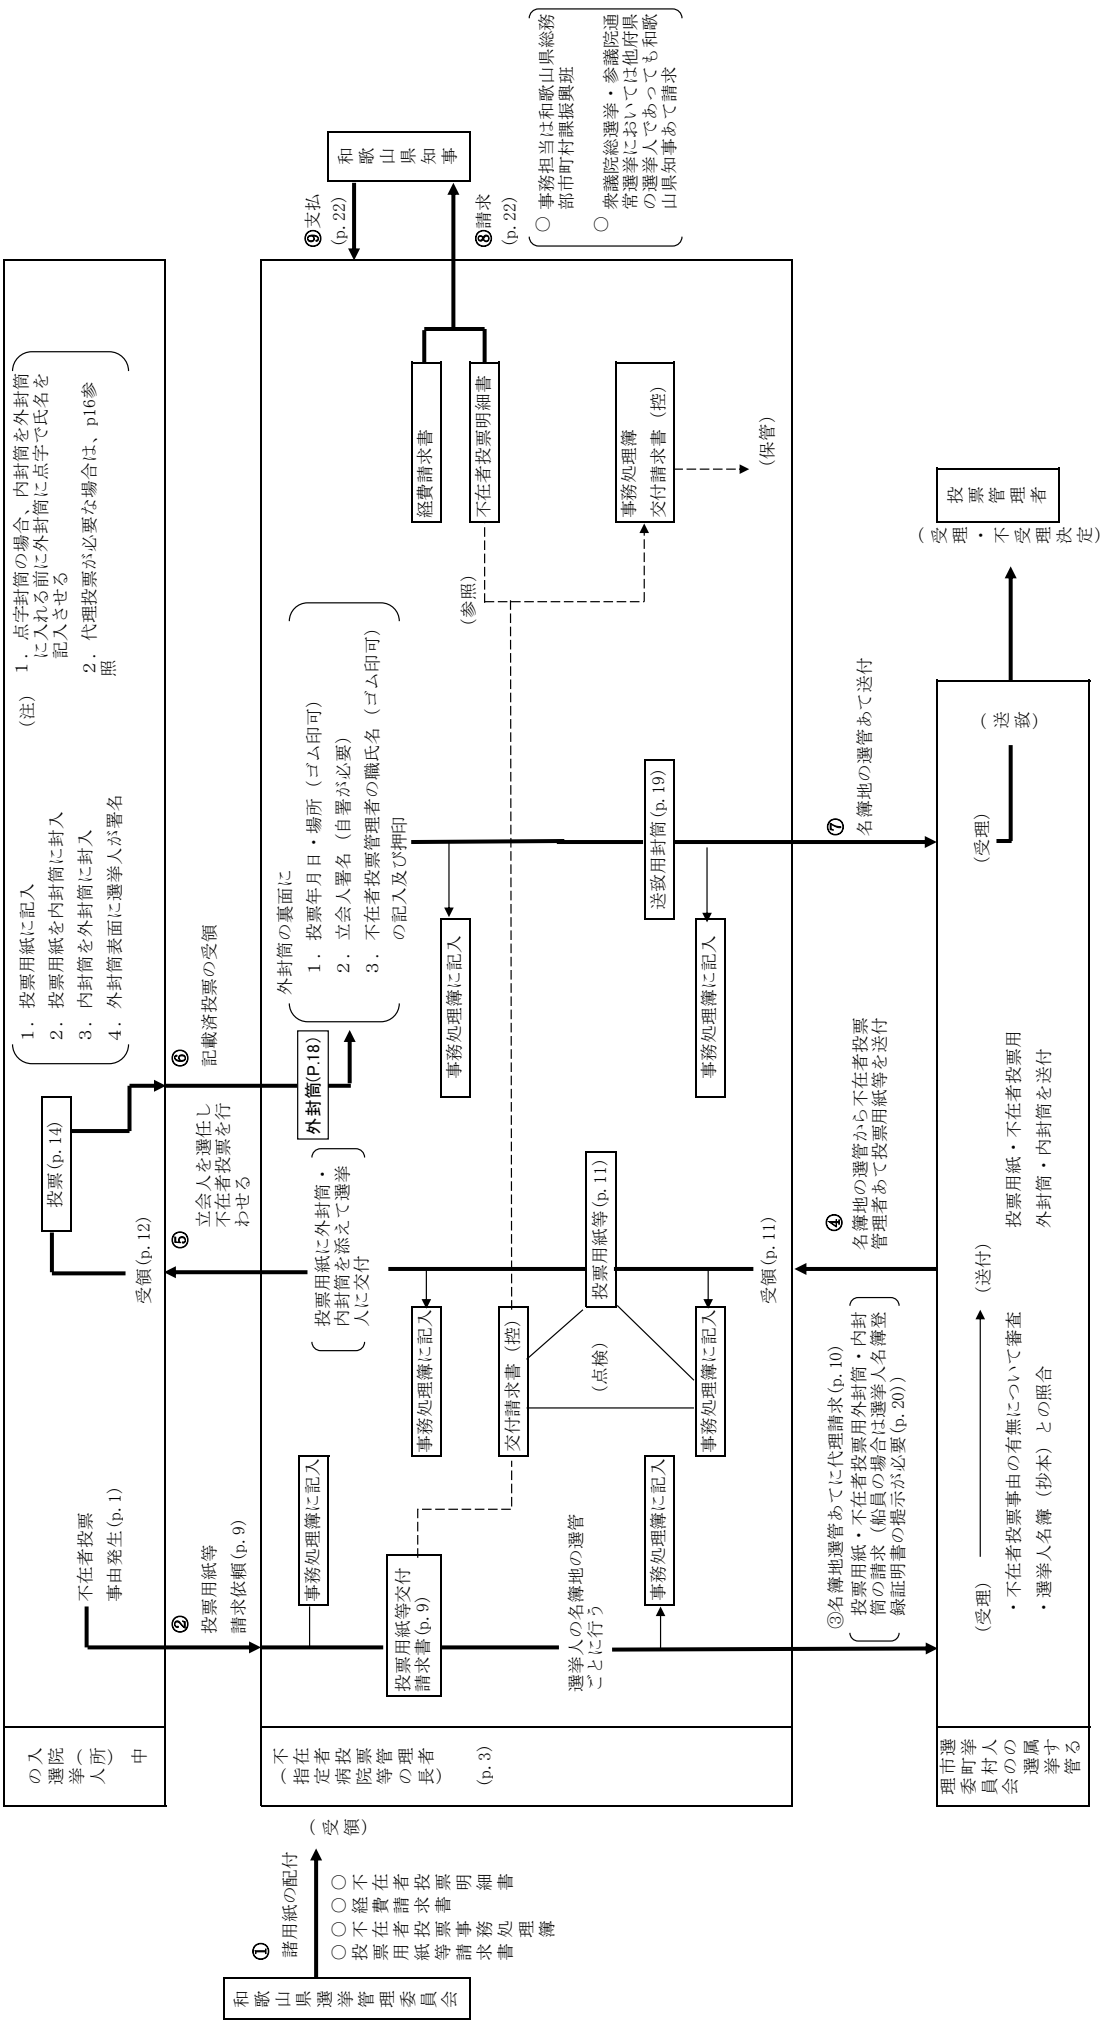 和歌山県選挙管理委員会
①
諸用紙の配付
(受領)
○不在者投票明細書
○経費請求書
○不在者投票事務処理簿
○投票用紙等請求書
入院(所)中
の選挙人
不在者投票管理者
(指定病院等の長)
(p.3)
選挙人の属する
市町村の選挙管
理委員会
不在者投票
事由発生(p.1)
②
投票用紙等
請求依頼(p.9)
事務処理簿に記入
投票用紙等交付
請求書(p.9)
選挙人の名簿地の選管
ごとに行う
事務処理簿に記入
③名簿地選管あてに代理請求(p.10)
投票用紙・不在者投票用外封筒・内封
筒の請求(船員の場合は選挙人名簿登
録証明書の提示が必要(p.20))
(受理)
(送付)
・不在者投票事由の有無について審査
・選挙人名簿(抄本)との照合
投票用紙・不在者投票用
外封筒・内封筒を送付
④
名簿地の選管から不在者投票
管理者あて投票用紙等を送付
受領(p.11)
事務処理簿に記入
投票用紙等(p.11)
(点検)
交付請求書(控)
事務処理簿に記入
投票用紙に外封筒・
内封筒を添えて選挙
人に交付
⑤
立会人を選任し
不在者投票を行
わせる
受領(p.12)
投票(p.14)
1.投票用紙に記入
2.投票用紙を内封筒に封入
3.内封筒を外封筒に封入
4.外封筒表面に選挙人が署名
(注)
1.点字封筒の場合、内封筒を外封筒
に入れる前に外封筒に点字で氏名を
記入させる
2.代理投票が必要な場合は、p16参
照
⑥
記載済投票の受領
外封筒(P.18)
外封筒の裏面に
1.投票年月日・場所(ゴム印可)
2.立会人署名(自署が必要)
3.不在者投票管理者の職氏名(ゴム印可)
の記入及び押印
事務処理簿に記入
送致用封筒(p.19)
事務処理簿に記入
⑦
名簿地の選管あて送付
(受理)
(送致)
投票管理者
(受理・不受理決定)
(参照)
経費請求書
不在者投票明細書
事務処理簿
交付請求書(控)
(保管)
⑧請求
(p.22)
⑨支払
(p.22)
和歌山県知事
○事務担当は和歌山県総務
部市町村課振興班
○衆議院総選挙・参議院通
常選挙においては他府県
の選挙人であっても和歌
山県知事あて請求